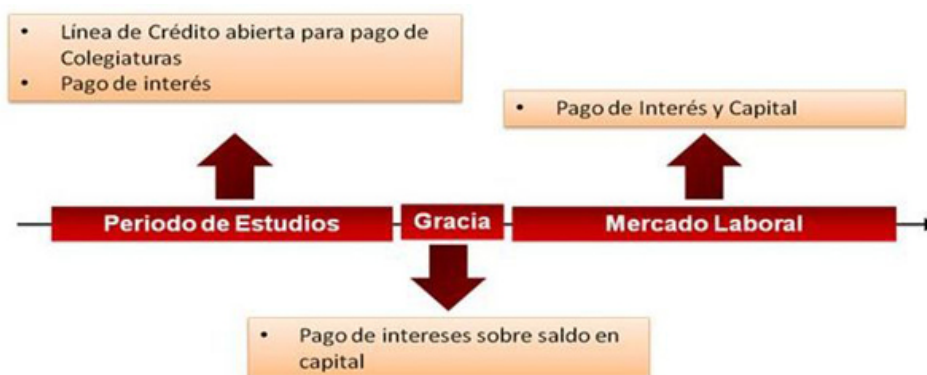 • Línea de Crédito abierta para pago de
Colegiaturas
• Pago de interés
• Pago de Interés y Capital
Periodo de Estudios
Gracia
Mercado Laboral
• Pago de intereses sobre saldo en
capital